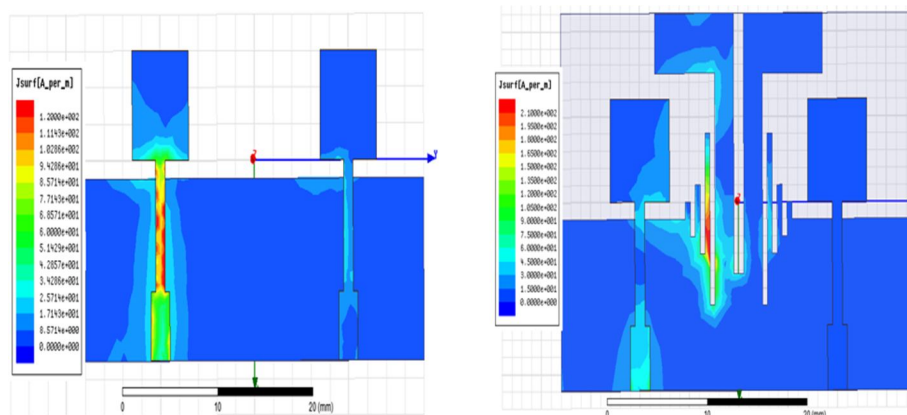 Jsurf[A_per_m]
1.2000e+002
1.1143e+002
1.0286e+002
9.4286e+001
8.5714e+001
7.7143e+001
6.8571e+001
6.0000e+001
5.1429e+001
4.2857e+001
3.4286e+001
2.5714e+001
1.7143e+001
8.5714e+000
0.0000e+000
0
10
20 (mm)
Jsurf[A_per_m]
2.1000e+002
1.9500e+002
1.8000e+002
1.6500e+002
1.5000e+002
1.3500e+002
1.2000e+002
1.0500e+002
9.0000e+001
7.5000e+001
6.0000e+001
4.5000e+001
3.0000e+001
1.5000e+001
0.0000e+000
0
10
20 (mm)